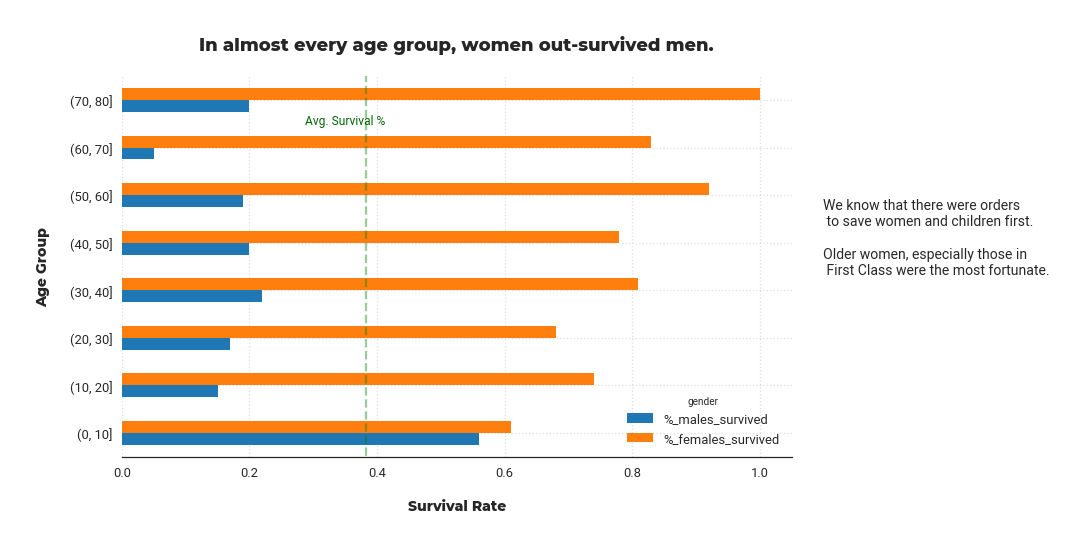 In almost every age group, women out-survived men.
(70, 80]
Avg. Survival %
(60, 70]
(50, 60]
We know that there were orders
to save women and children first.
(40, 50]
Older women, especially those in
First Class were the most fortunate.
Age Group
(30, 40]
(20, 30]
(10, 20]
gender
%_males_survived
(0, 10]
%_females_survived
0.0 0.2 0.4 0.6 0.8 1.0
Survival Rate